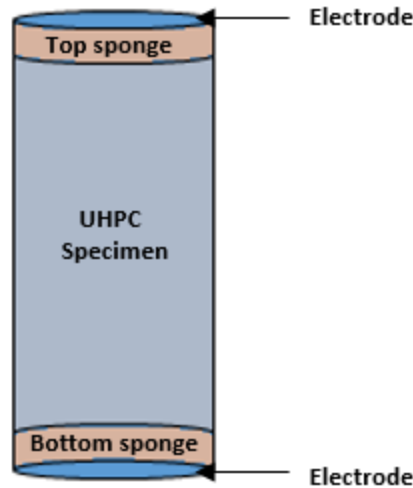 Electrode
Top sponge
UHPC
Specimen
Bottom sponge
Electrode